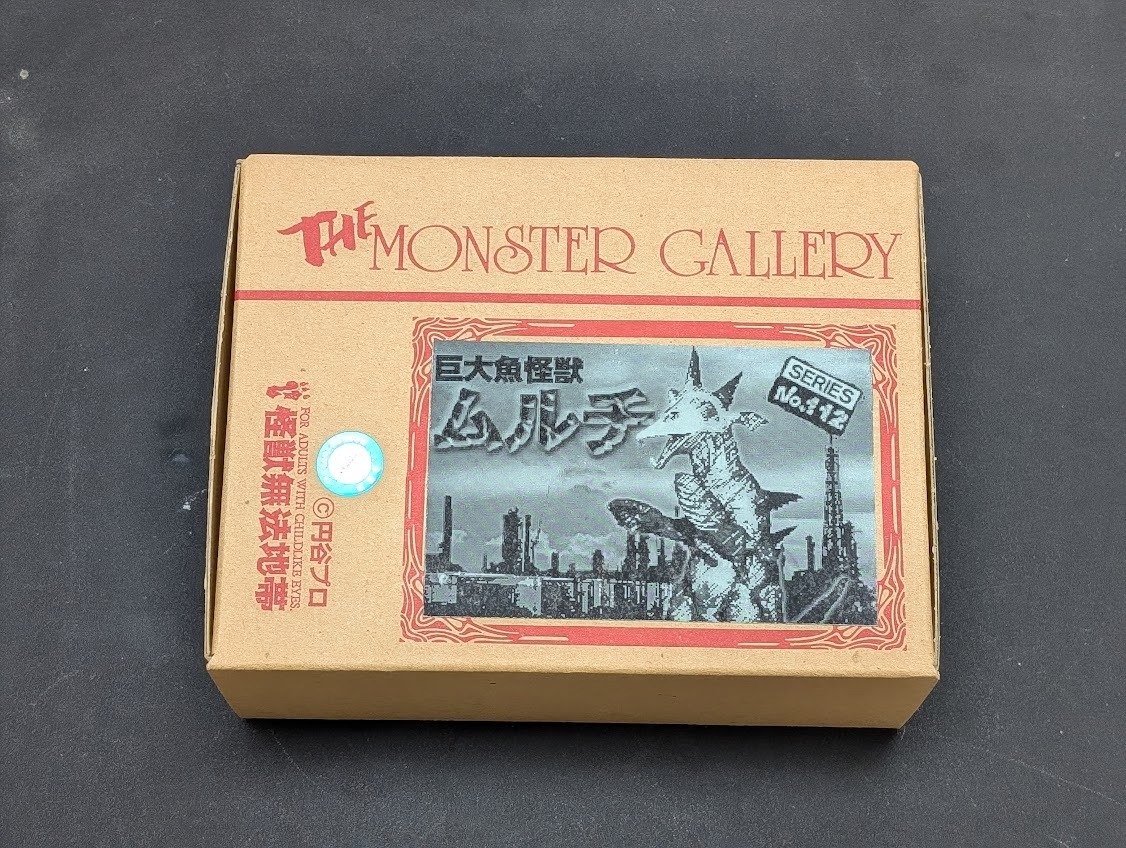 THE MONSTER GALLERY
巨大魚怪獣
ムルチ
SERIES
No.112
FOR ADULTS WITH CHILDLIKE EYES.
怪獣無法地帯
©円谷プロ